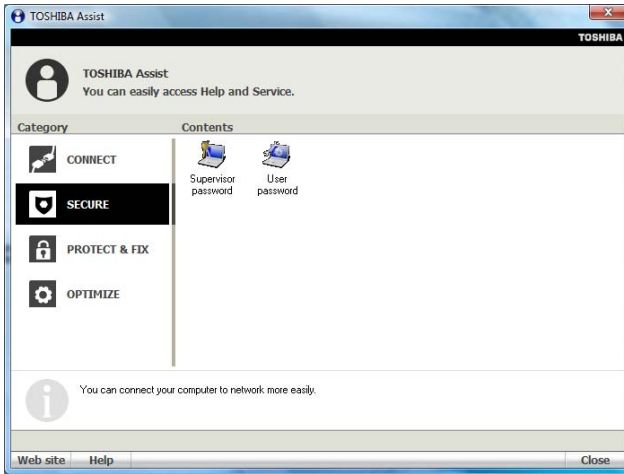 TOSHIBA Assist
TOSHIBA
TOSHIBA Assist
You can easily access Help and Service.
Category
Contents
CONNECT
SECURE
PROTECT & FIX
OPTIMIZE
Supervisor
password
User
password
You can connect your computer to network more easily.
Web site
Help
Close